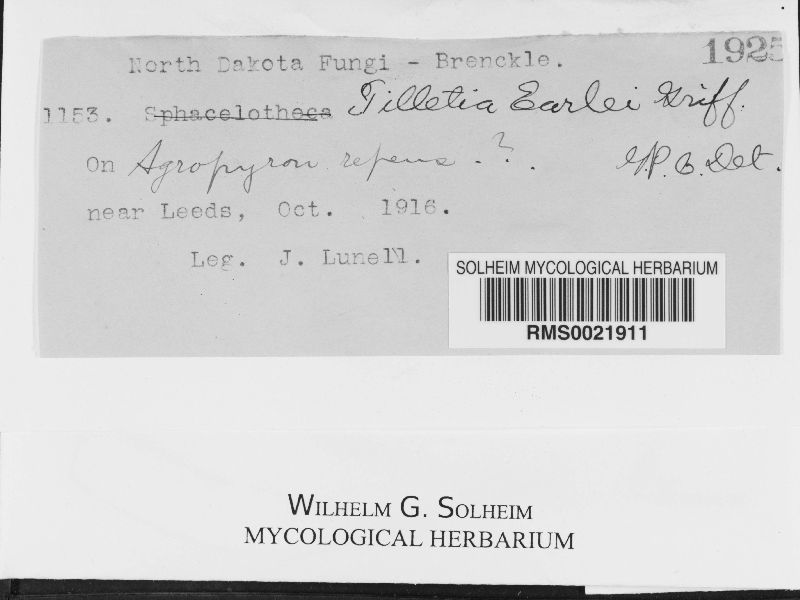 North Dakota Fungi - Brenckle. 1925
1153. Sphacelotheca Tilletia Earlei Griff.
On Agropyron repens. ?. G.P.C. Det.
near Leeds, Oct. 1916.
Leg. J. Lunell.
SOLHEIM MYCOLOGICAL HERBARIUM
RMS0021911
WILHELM G. SOLHEIM
MYCOLOGICAL HERBARIUM